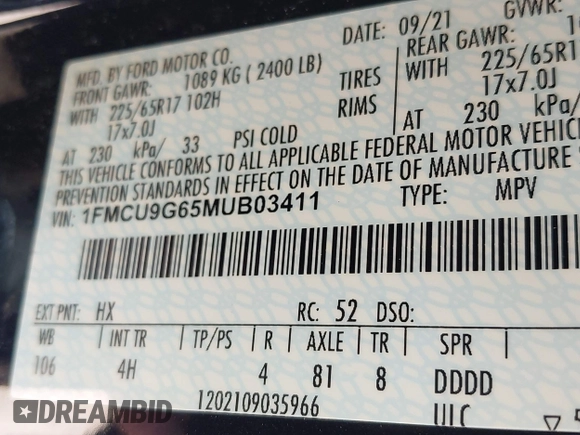 MFD. BY FORD MOTOR CO. DATE: 09/21 GVWR:
FRONT GAWR: 1089 KG ( 2400 LB) REAR GAWR:
WITH 225/65R17 102H TIRES WITH 225/65R17
17x7.0J RIMS 17x7.0J
AT 230 kPa/ 33 PSI COLD AT 230 kPa/
THIS VEHICLE CONFORMS TO ALL APPLICABLE FEDERAL MOTOR VEHICLE
PREVENTION STANDARDS IN EFFECT ON THE DATE OF MANUFACTURE
VIN: 1FMCU9G65MUB03411 TYPE: MPV
EXT PNT: HX RC: 52 DSO:
WB INT TR TP/PS R AXLE TR SPR
106 4H 4 81 8 DDDD
1202109035966
DREAMBID